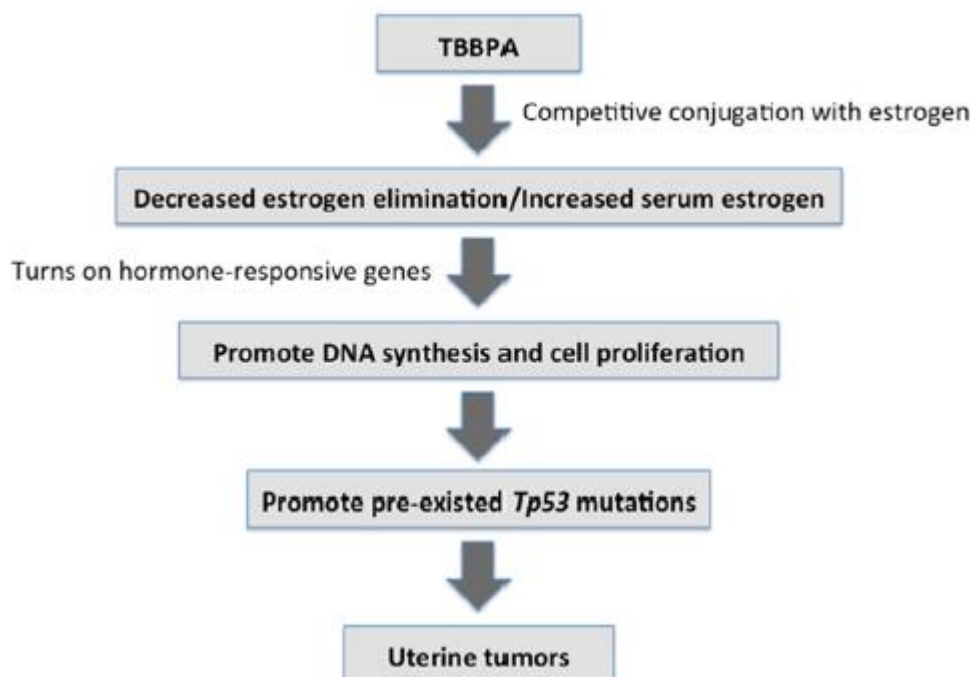 TBBPA
Competitive conjugation with estrogen
Decreased estrogen elimination/Increased serum estrogen
Turns on hormone-responsive genes
Promote DNA synthesis and cell proliferation
Promote pre-existed Tp53 mutations
Uterine tumors